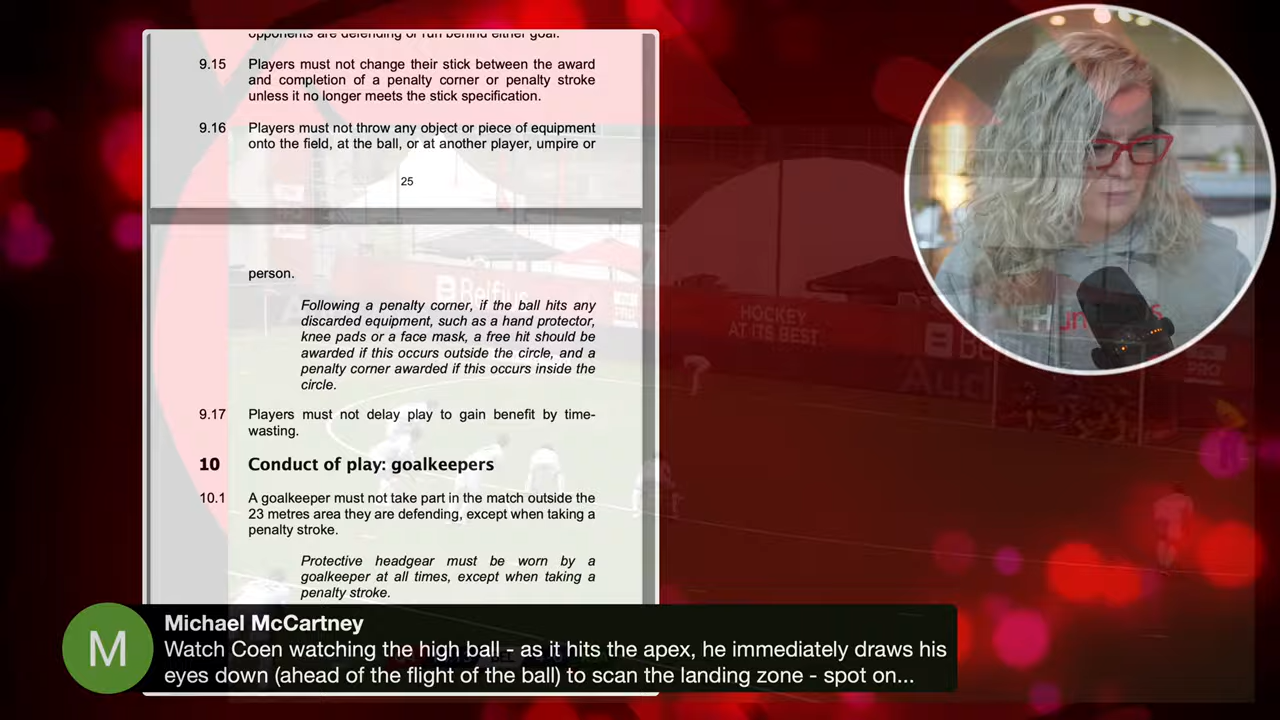 opponents are defending or run behind either goal.
9.15 Players must not change their stick between the award
and completion of a penalty corner or penalty stroke
unless it no longer meets the stick specification.
9.16 Players must not throw any object or piece of equipment
onto the field, at the ball, or at another player, umpire or
25
person.
Following a penalty corner, if the ball hits any
discarded equipment, such as a hand protector,
knee pads or a face mask, a free hit should be
awarded if this occurs outside the circle, and a
penalty corner awarded if this occurs inside the
circle.
9.17 Players must not delay play to gain benefit by time-
wasting.
10 Conduct of play: goalkeepers
10.1 A goalkeeper must not take part in the match outside the
23 metres area they are defending, except when taking a
penalty stroke.
Protective headgear must be worn by a
goalkeeper at all times, except when taking a
penalty stroke.
Belfius
HOCKEY
AT ITS BEST
M
Michael McCartney
Watch Coen watching the high ball - as it hits the apex, he immediately draws his
eyes down (ahead of the flight of the ball) to scan the landing zone - spot on...